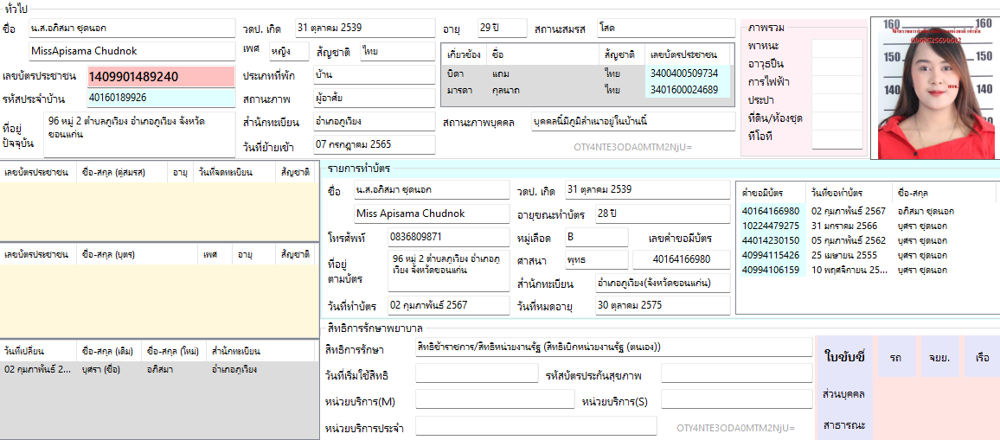 ทั่วไป
ชื่อ น.ส.อภิสมา ชุดนอก วดป. เกิด 31 ตุลาคม 2539 อายุ 29 ปี สถานะสมรส โสด
MissApisama Chudnok เพศ หญิง สัญชาติ ไทย
เลขบัตรประชาชน 1409901489240 ประเภทที่พัก บ้าน
รหัสประจำบ้าน 40160189926 สถานะภาพ ผู้อาศัย
ที่อยู่ปัจจุบัน 96 หมู่ 2 ตำบลภูเวียง อำเภอภูเวียง จังหวัด
ขอนแก่น
สำนักทะเบียน อำเภอภูเวียง
วันที่ย้ายเข้า 07 กรกฎาคม 2565
เกี่ยวข้อง ชื่อ สัญชาติ เลขบัตรประชาชน
บิดา แถม ไทย 3400400509734
มารดา กุลนาถ ไทย 3401600024689
สถานะภาพบุคคล บุคคลนี้มีภูมิลำเนาอยู่ในบ้านนี้
OTY4NTE3ODA0MTM2NjU=
ภาพรวม
พาหนะ
อาวุธปืน
การไฟฟ้า
ประปา
ที่ดิน/ห้องชุด
ทีโอที
160 160
150 150
140 140
เลขบัตรประชาชน ชื่อ-สกุล (คู่สมรส) อายุ วันที่จดทะเบียน สัญชาติ
เลขบัตรประชาชน ชื่อ-สกุล (บุตร) เพศ อายุ สัญชาติ
วันที่เปลี่ยน ชื่อ-สกุล (เดิม) ชื่อ-สกุล (ใหม่) สำนักทะเบียน
02 กุมภาพันธ์ 2... บุศรา (ชื่อ) อภิสมา อำเภอภูเวียง
รายการทำบัตร
ชื่อ น.ส.อภิสมา ชุดนอก วดป. เกิด 31 ตุลาคม 2539
Miss Apisama Chudnok อายุขณะทำบัตร 28 ปี
โทรศัพท์ 0836809871 หมู่เลือด B เลขคำขอมีบัตร
ที่อยู่ตามบัตร 96 หมู่ 2 ตำบลภูเวียง อำเภอภู
เวียง จังหวัดขอนแก่น
ศาสนา พุทธ 40164166980
สำนักทะเบียน อำเภอภูเวียง(จังหวัดขอนแก่น)
วันที่ทำบัตร 02 กุมภาพันธ์ 2567 วันที่หมดอายุ 30 ตุลาคม 2575
คำขอมีบัตร วันที่ขอทำบัตร ชื่อ-สกุล
40164166980 02 กุมภาพันธ์ 2567 อภิสมา ชุดนอก
10224479275 31 มกราคม 2566 บุศรา ชุดนอก
44014230150 05 กุมภาพันธ์ 2562 บุศรา ชุดนอก
40994115426 25 เมษายน 2555 บุศรา ชุดนอก
40994106159 10 พฤศจิกายน 25... บุศรา ชุดนอก
สิทธิการรักษาพยาบาล
สิทธิการรักษา สิทธิข้าราชการ/สิทธิหน่วยงานรัฐ (สิทธิเบิกหน่วยงานรัฐ (ตนเอง))
วันที่เริ่มใช้สิทธิ รหัสบัตรประกันสุขภาพ
หน่วยบริการ(M) หน่วยบริการ(S)
หน่วยบริการประจำ
OTY4NTE3ODA0MTM2NjU=
ใบขับขี่ รถ จยย. เรือ
ส่วนบุคคล
สาธารณะ